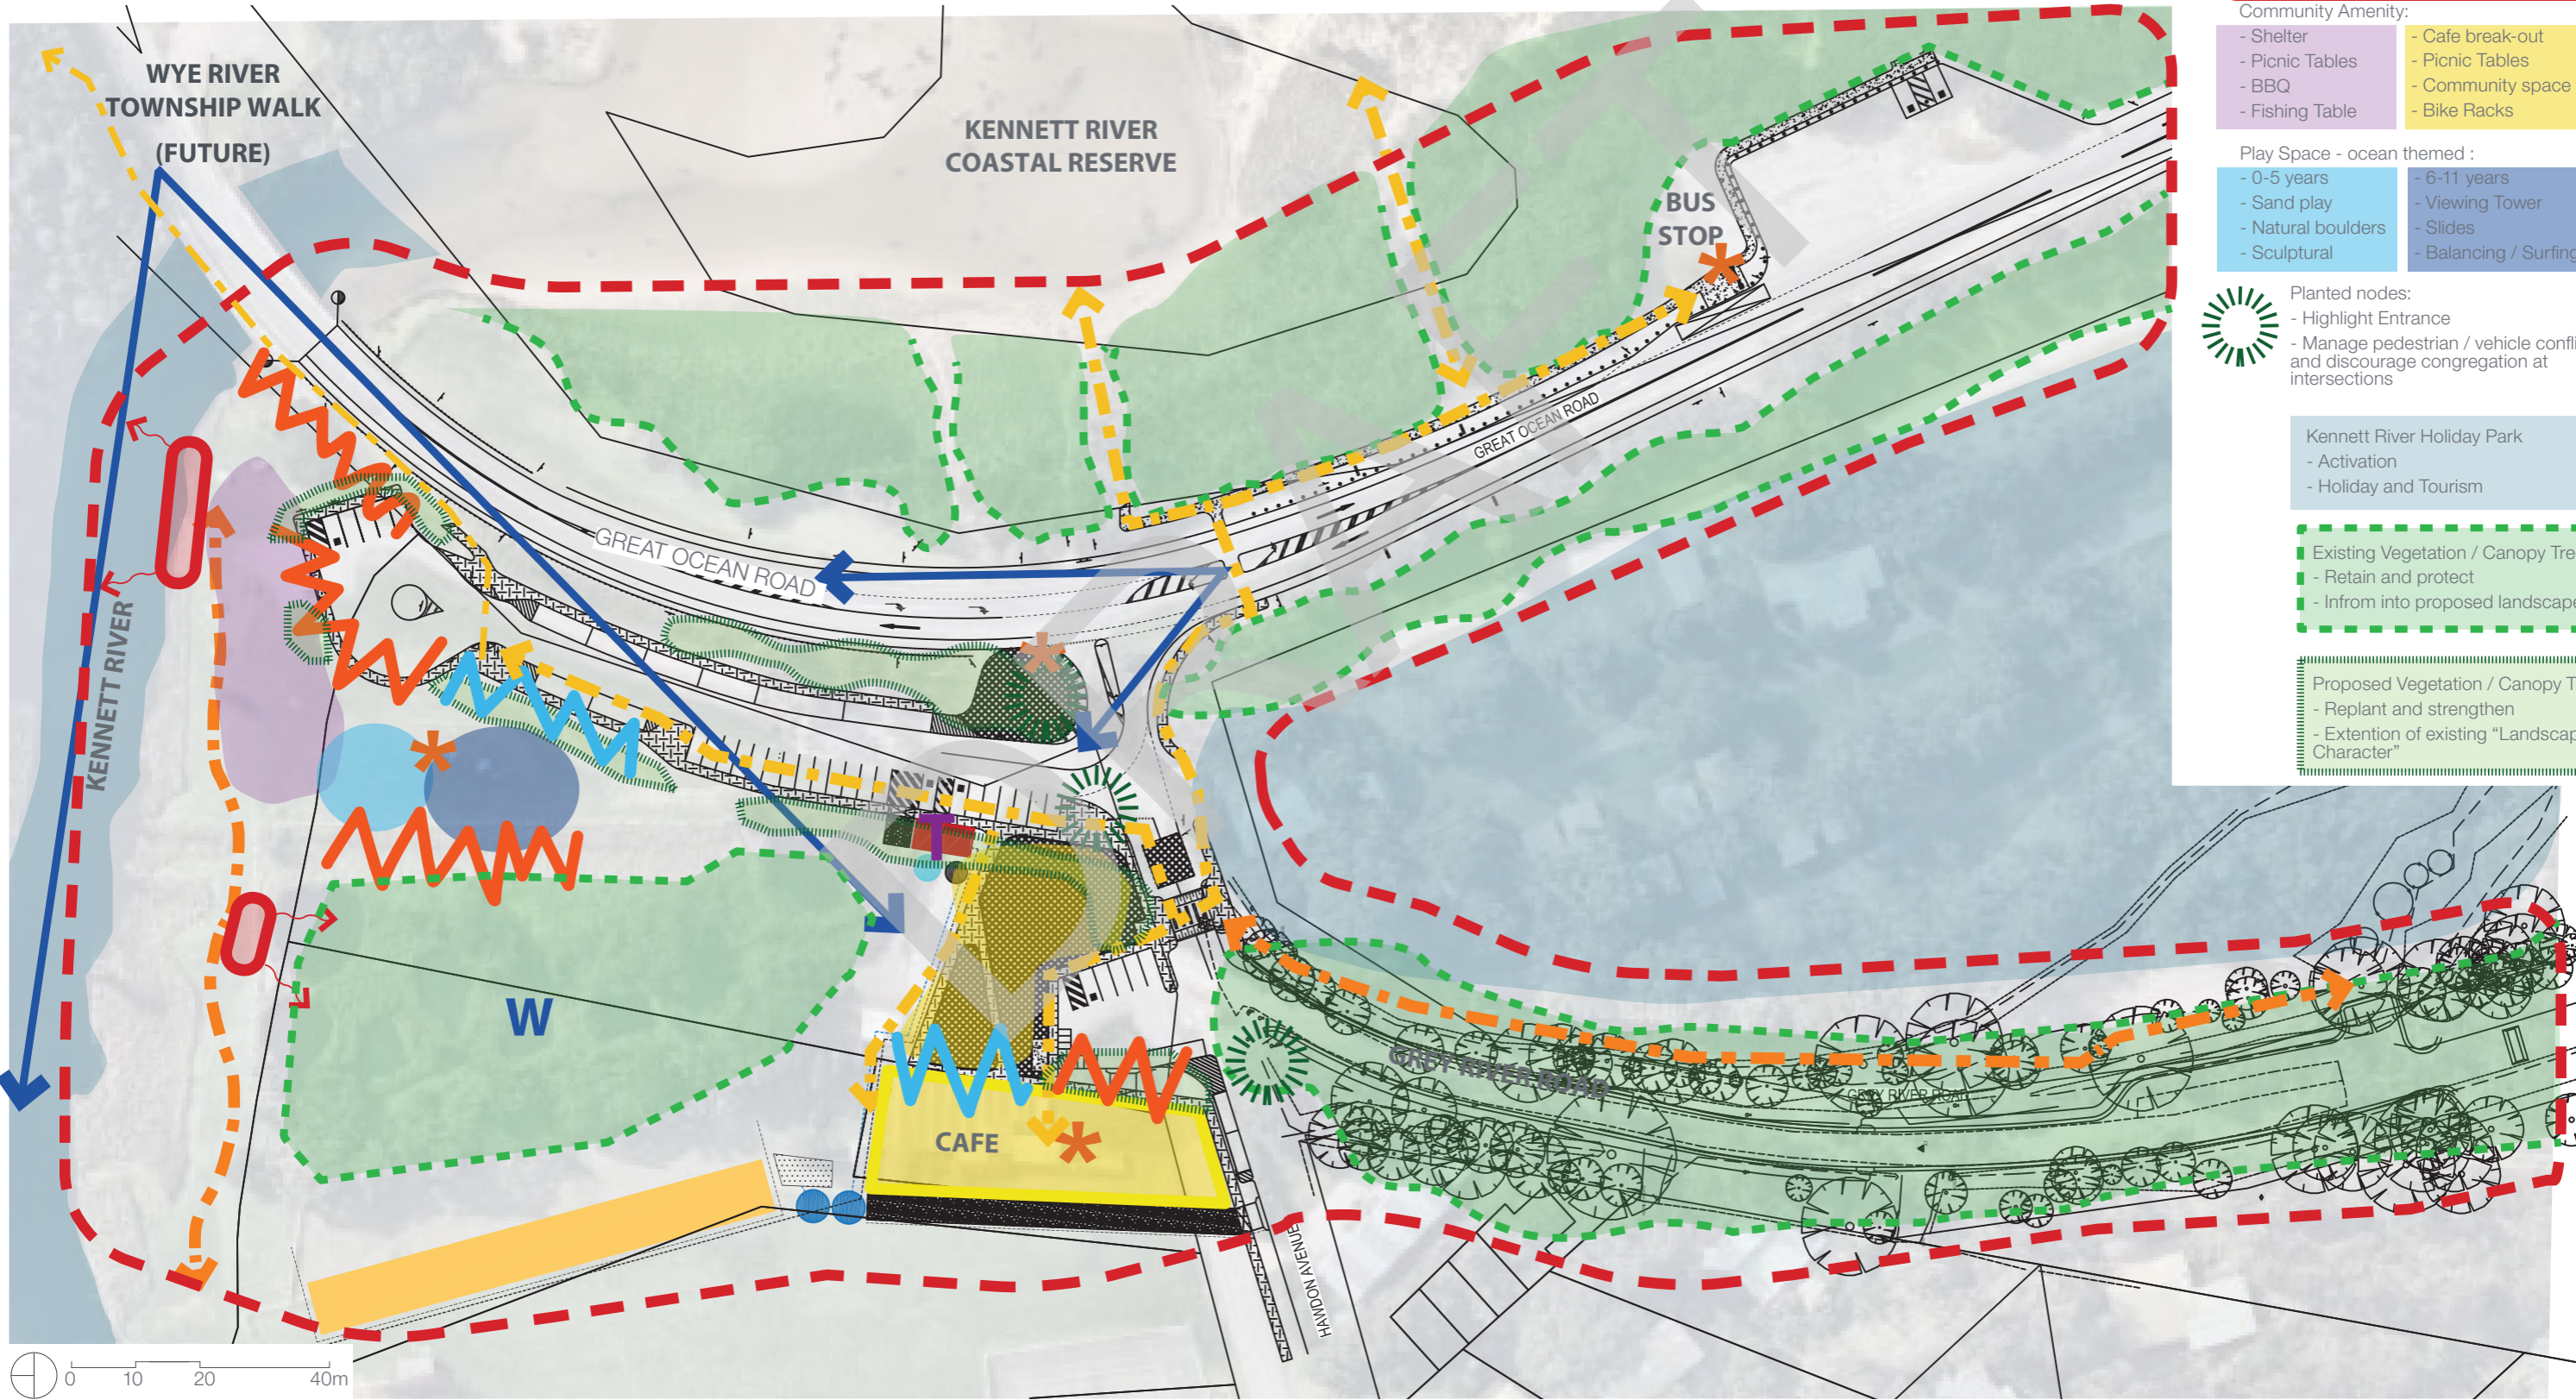 WYE RIVER
TOWNSHIP WALK
(FUTURE)
KENNETT RIVER
COASTAL RESERVE
BUS
STOP
GREAT OCEAN ROAD
GREAT OCEAN ROAD
KENNETT RIVER
T
W
CAFE
GREY RIVER ROAD
GREY RIVER ROAD
HAWDON AVENUE
0 10 20 40m
Community Amenity:
- Shelter
- Picnic Tables
- BBQ
- Fishing Table
- Cafe break-out
- Picnic Tables
- Community space
- Bike Racks
Play Space - ocean themed :
- 0-5 years
- Sand play
- Natural boulders
- Sculptural
- 6-11 years
- Viewing Tower
- Slides
- Balancing / Surfing
Planted nodes:
- Highlight Entrance
- Manage pedestrian / vehicle confli
and discourage congregation at
intersections
Kennett River Holiday Park
- Activation
- Holiday and Tourism
Existing Vegetation / Canopy Tre
- Retain and protect
- Infrom into proposed landscape
Proposed Vegetation / Canopy T
- Replant and strengthen
- Extention of existing “Landscap
Character”
DRAFT